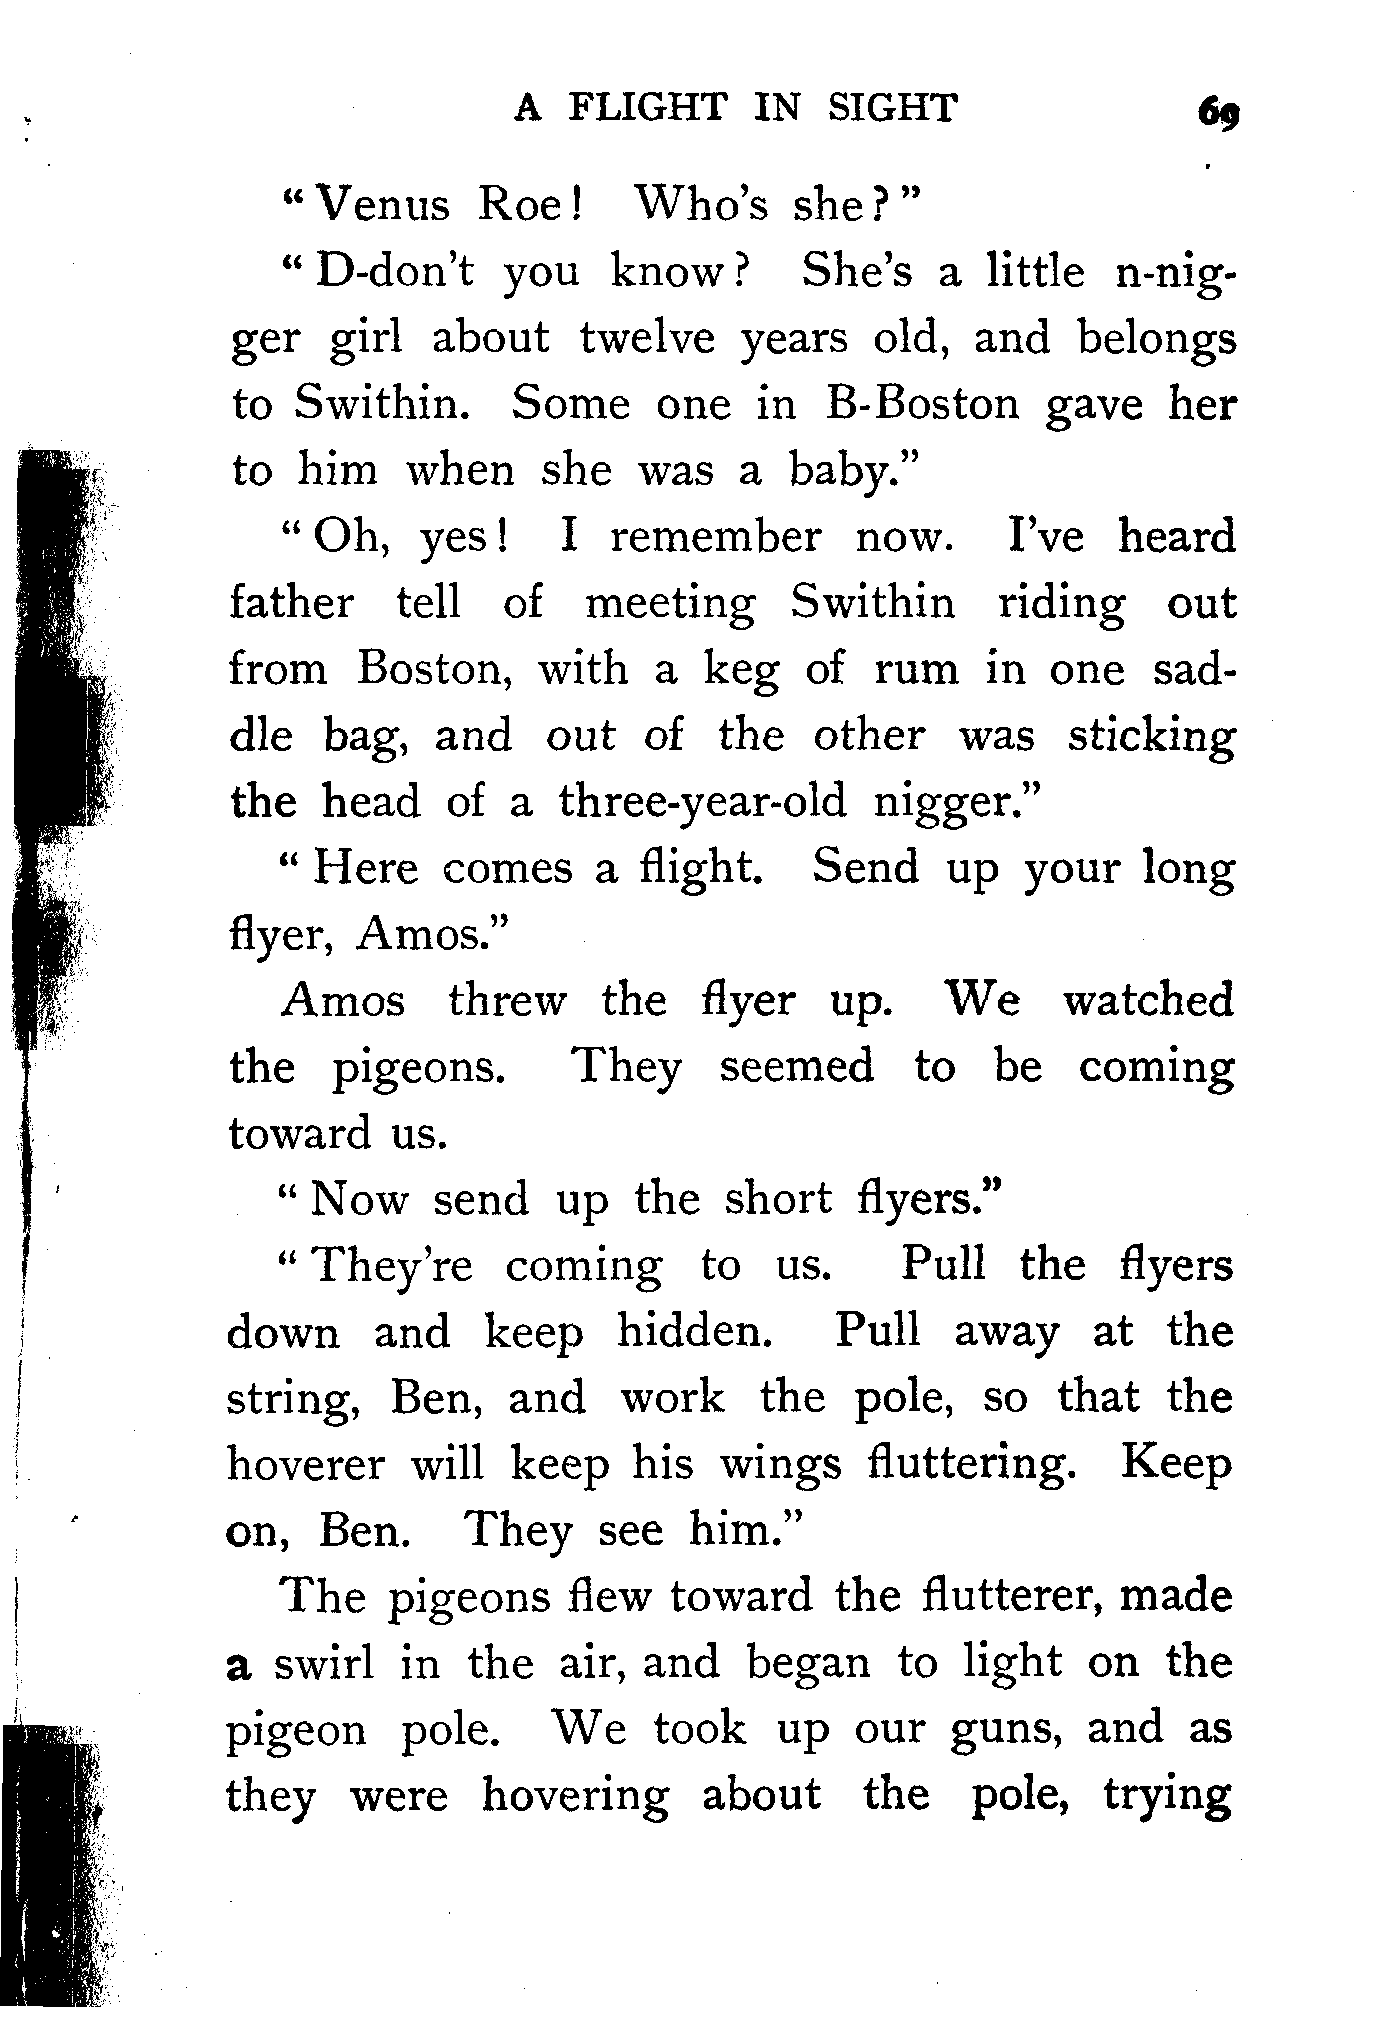 A FLIGHT IN SIGHT 69
“ Venus Roe! Who's she?”
“ D-don't you know? She's a little n-nig-
ger girl about twelve years old, and belongs
to Swithin. Some one in B-Boston gave her
to him when she was a baby.”
“ Oh, yes! I remember now. I've heard
father tell of meeting Swithin riding out
from Boston, with a keg of rum in one sad-
dle bag, and out of the other was sticking
the head of a three-year-old nigger.”
“ Here comes a flight. Send up your long
flyer, Amos.”
Amos threw the flyer up. We watched
the pigeons. They seemed to be coming
toward us.
“ Now send up the short flyers.”
“ They're coming to us. Pull the flyers
down and keep hidden. Pull away at the
string, Ben, and work the pole, so that the
hoverer will keep his wings fluttering. Keep
on, Ben. They see him.”
The pigeons flew toward the flutterer, made
a swirl in the air, and began to light on the
pigeon pole. We took up our guns, and as
they were hovering about the pole, trying